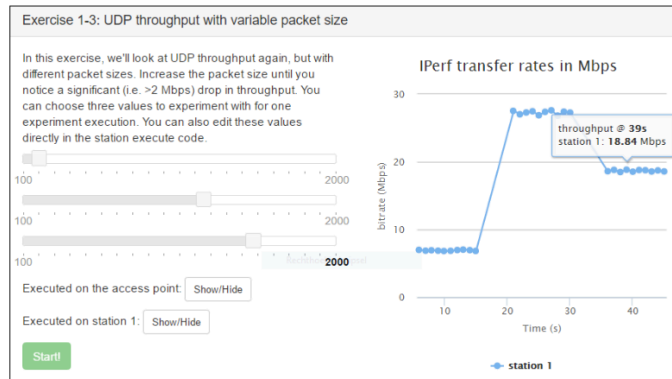 Exercise 1-3: UDP throughput with variable packet size
In this exercise, we'll look at UDP throughput again, but with
different packet sizes. Increase the packet size until you
notice a significant (i.e. >2 Mbps) drop in throughput. You
can choose three values to experiment with for one
experiment execution. You can also edit these values
directly in the station execute code.
100 2000
100 2000
100 2000
Executed on the access point: Show/Hide
Executed on station 1: Show/Hide
Start!
IPerf transfer rates in Mbps
bitrate (Mbps)
30
20
10
0
throughput @ 39s
station 1: 18.84 Mbps
10 20 30 40
Time (s)
station 1